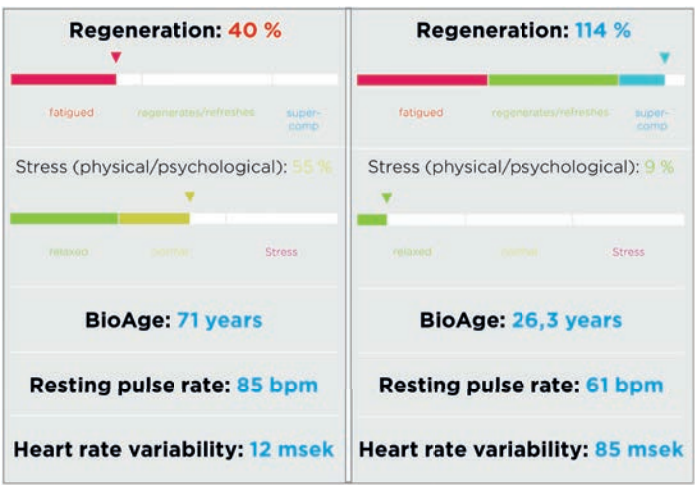 Regeneration: 40 %
fatigued
regenerates/refreshes
super-
comp
Stress (physical/psychological): 55 %
relaxed
normal
Stress
BioAge: 71 years
Resting pulse rate: 85 bpm
Heart rate variability: 12 msek
Regeneration: 114 %
fatigued
regenerates/refreshes
super-
comp
Stress (physical/psychological): 9 %
relaxed
normal
Stress
BioAge: 26,3 years
Resting pulse rate: 61 bpm
Heart rate variability: 85 msek